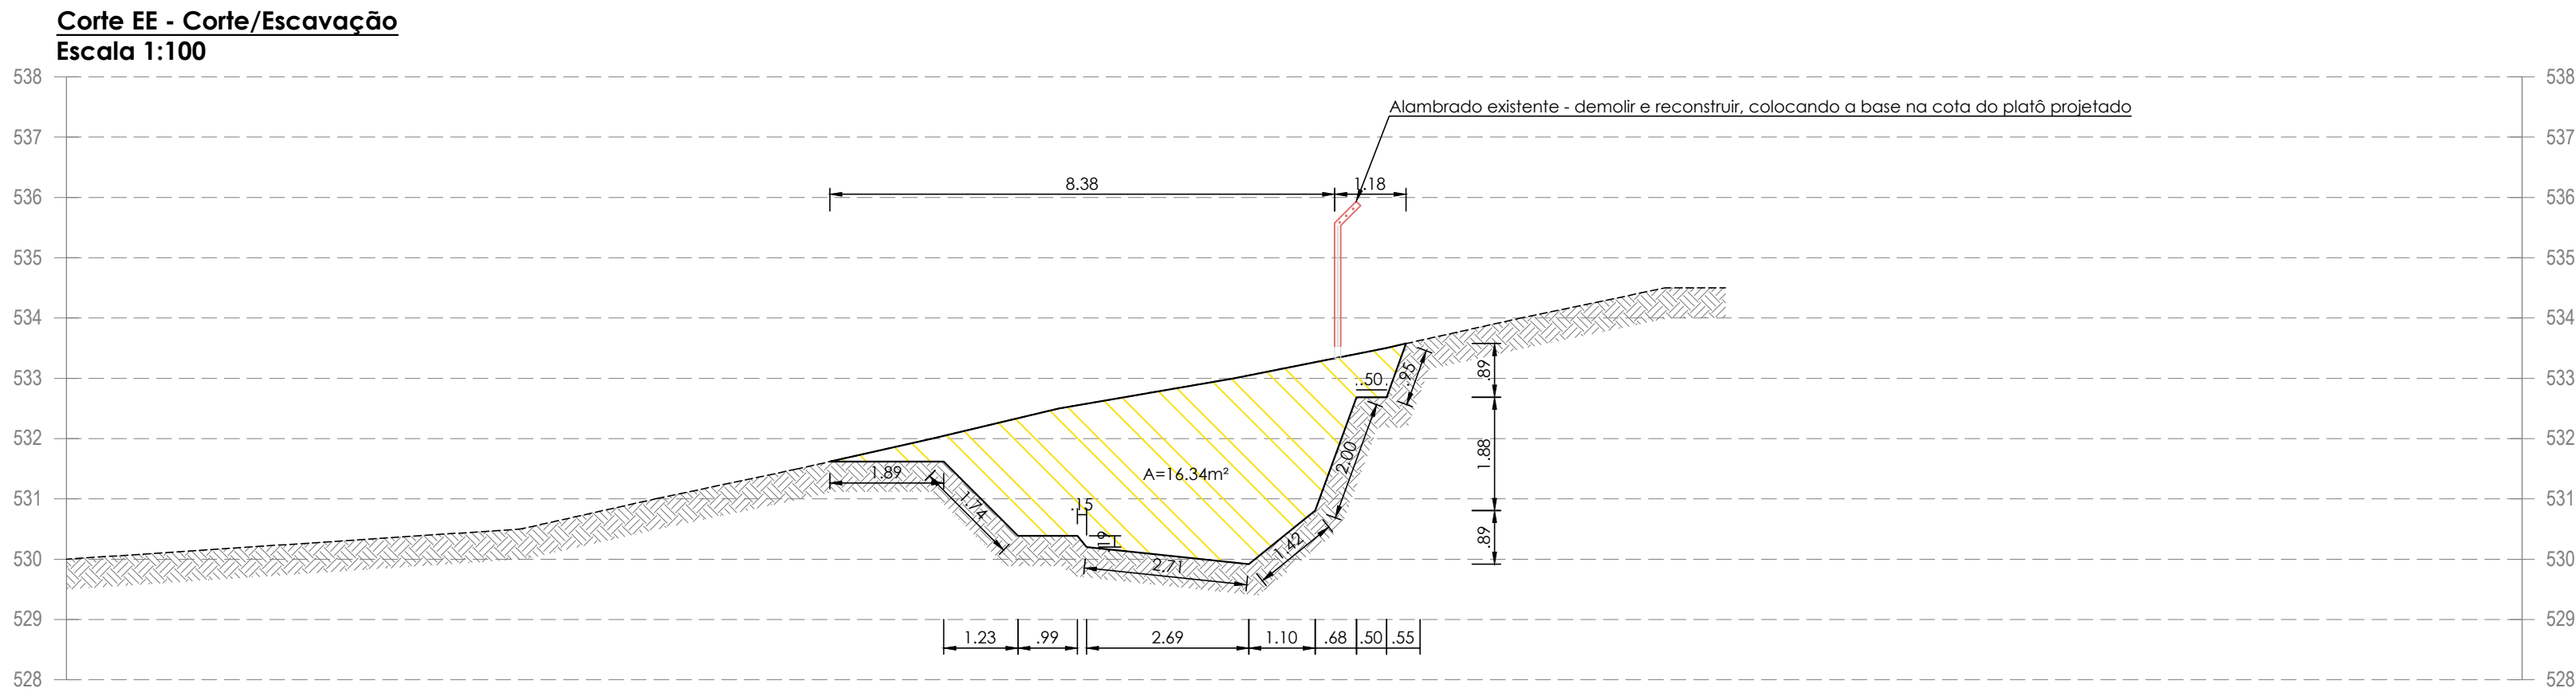 Corte EE - Corte/Escavação
Escala 1:100
538 538
Alambrado existente - demolir e reconstruir, colocando a base na cota do platô projetado
537 537
8.38 1.18
536 536
535 535
534 534
.89
533 .50 .95 533
532 532
2.00 1.88
1.89 A=16.34m²
531 1.74 .15 531
.19 1.42 .89
530 2.71 530
529 529
1.23 .99 2.69 1.10 .68 .50 .55
528 528